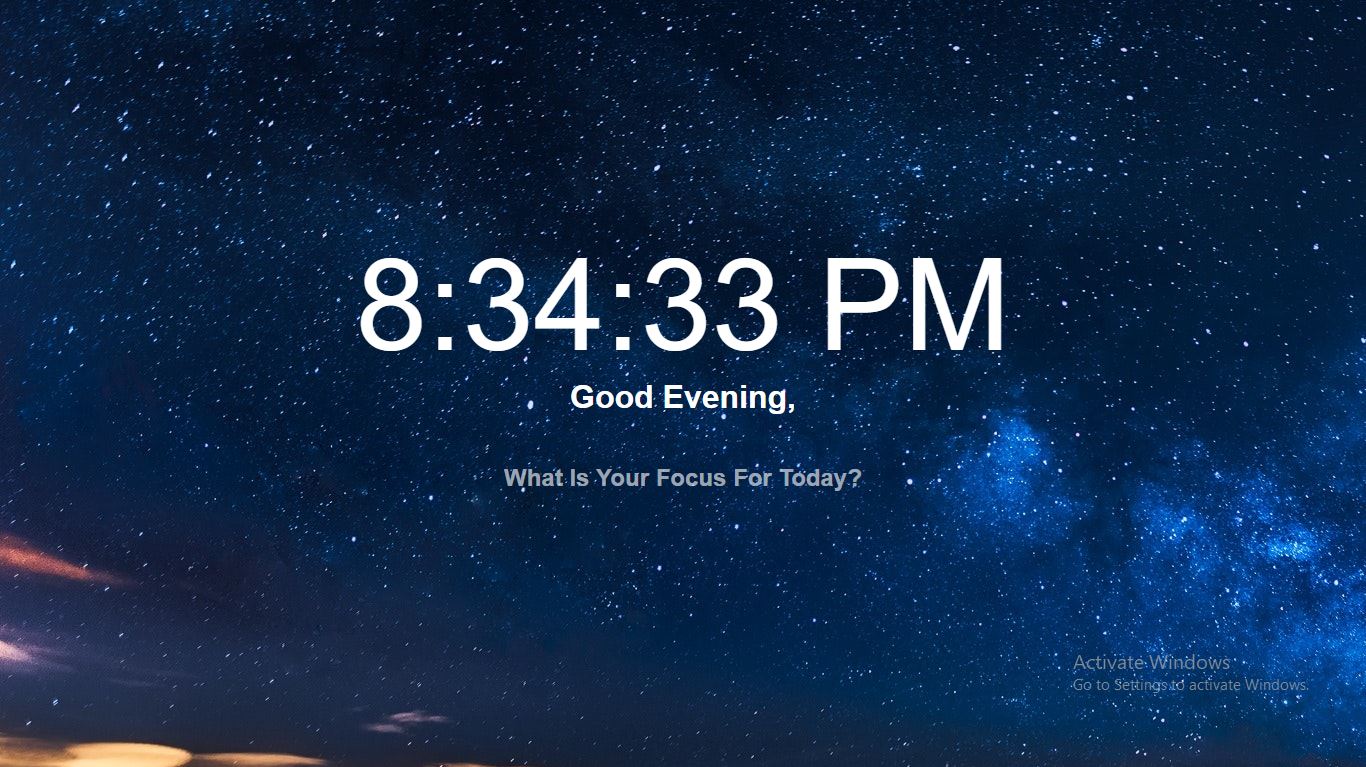 8:34:33 PM
Good Evening,
What Is Your Focus For Today?
Activate Windows
Go to Settings to activate Windows.